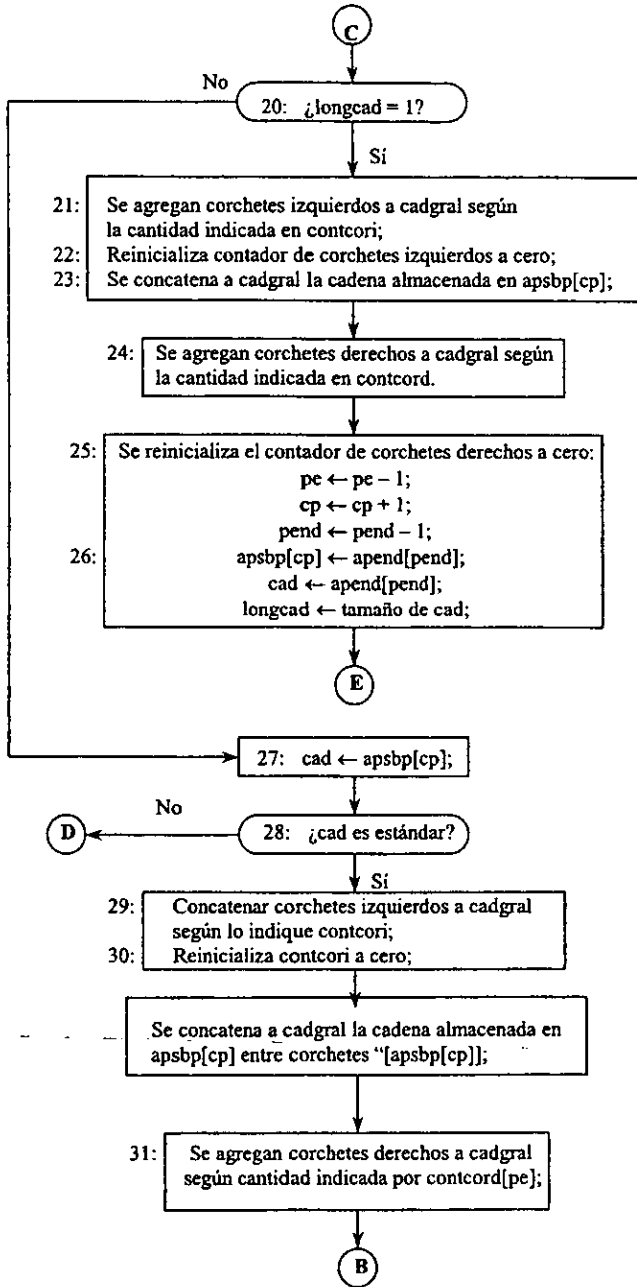 C
No
20: ¿longcad = 1?
Sí
21: Se agregan corchetes izquierdos a cadgral según
la cantidad indicada en contcori;
22: Reinicializa contador de corchetes izquierdos a cero;
23: Se concatena a cadgral la cadena almacenada en apsbp[cp];
24: Se agregan corchetes derechos a cadgral según
la cantidad indicada en contcord.
25: Se reinicializa el contador de corchetes derechos a cero:
pe ← pe – 1;
cp ← cp + 1;
pend ← pend – 1;
26: apsbp[cp] ← apend[pend];
cad ← apend[pend];
longcad ← tamaño de cad;
E
27: cad ← apsbp[cp];
No
D
28: ¿cad es estándar?
Sí
29: Concatenar corchetes izquierdos a cadgral
según lo indique contcori;
30: Reinicializa contcori a cero;
Se concatena a cadgral la cadena almacenada en
apsbp[cp] entre corchetes “[apsbp[cp]];
31: Se agregan corchetes derechos a cadgral
según cantidad indicada por contcord[pe};
B